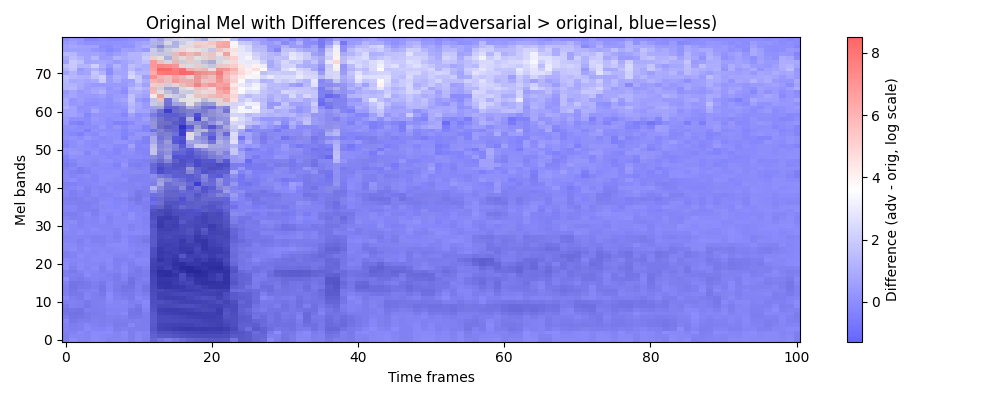 Original Mel with Differences (red=adversarial > original, blue=less)
Mel bands
70
60
50
40
30
20
10
0
0 20 40 60 80 100
Time frames
8
6
4
2
0
Difference (adv - orig, log scale)